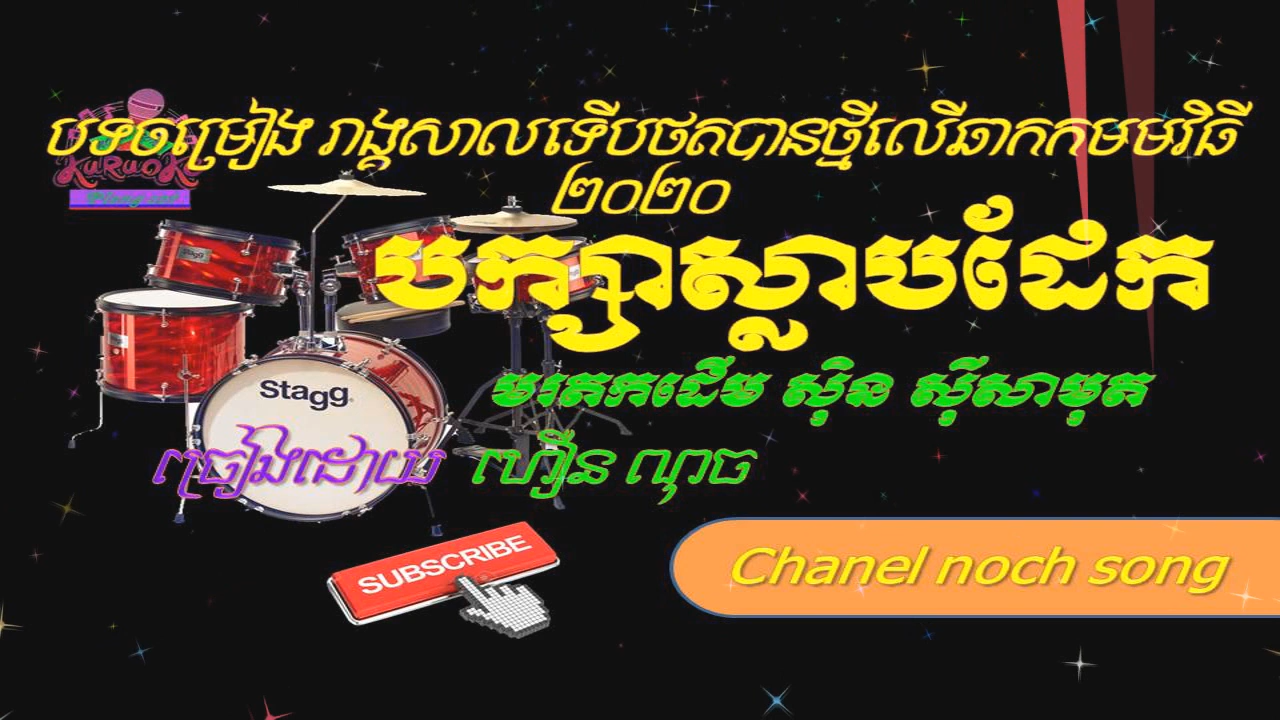 បទចម្រៀង រាង្គសាលទើបថតបានថ្មីលើឆាកកមមវិធី
២០២០
KuRuoKe
បក្សាស្លាបដែក
Stagg
Stagg
មរតកដើម ស៊ិន ស៊ីសាមុត
ច្រៀងដោយ ហឿន ណុច
SUBSCRIBE
Chanel noch song